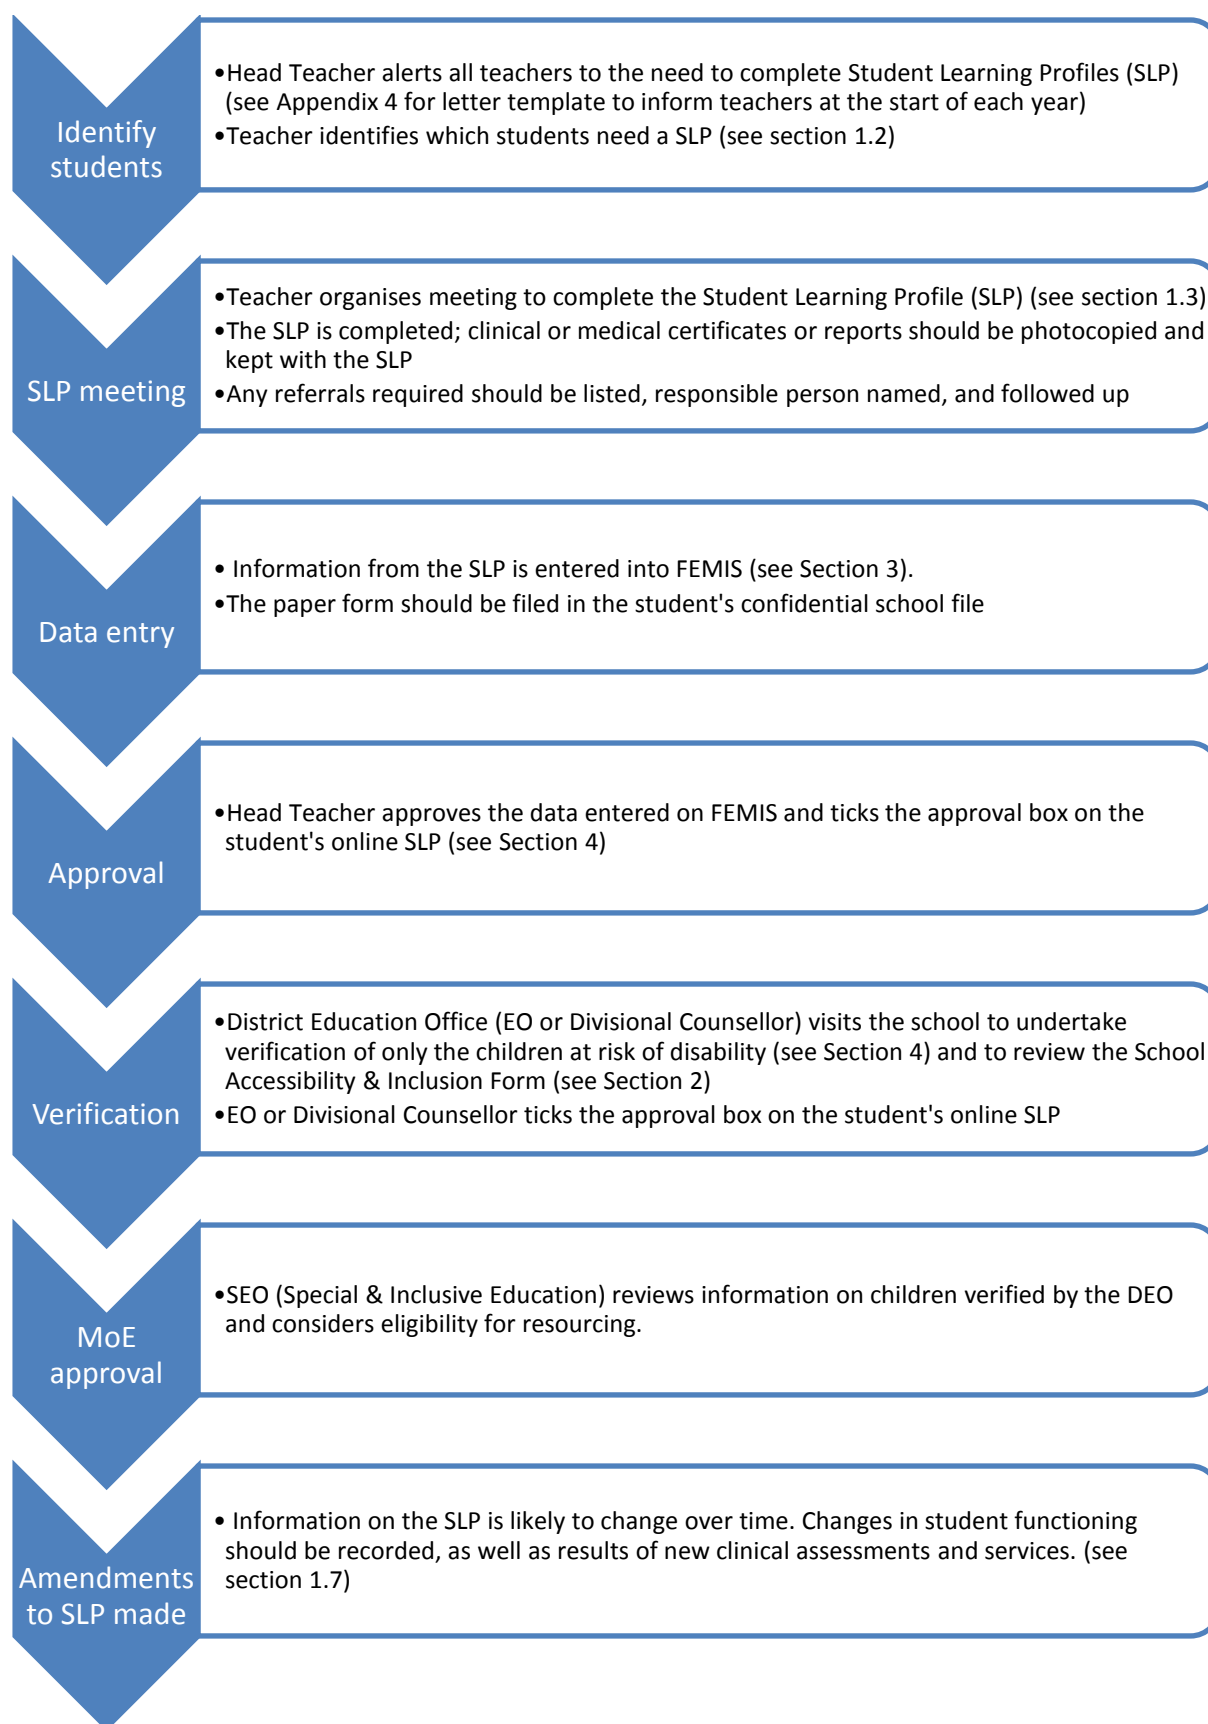 Identify
students
•Head Teacher alerts all teachers to the need to complete Student Learning Profiles (SLP)
(see Appendix 4 for letter template to inform teachers at the start of each year)
•Teacher identifies which students need a SLP (see section 1.2)
SLP meeting
•Teacher organises meeting to complete the Student Learning Profile (SLP) (see section 1.3)
•The SLP is completed; clinical or medical certificates or reports should be photocopied and
kept with the SLP
•Any referrals required should be listed, responsible person named, and followed up
Data entry
• Information from the SLP is entered into FEMIS (see Section 3).
•The paper form should be filed in the student's confidential school file
Approval
•Head Teacher approves the data entered on FEMIS and ticks the approval box on the
student's online SLP (see Section 4)
Verification
•District Education Office (EO or Divisional Counsellor) visits the school to undertake
verification of only the children at risk of disability (see Section 4) and to review the School
Accessibility & Inclusion Form (see Section 2)
•EO or Divisional Counsellor ticks the approval box on the student's online SLP
MoE
approval
•SEO (Special & Inclusive Education) reviews information on children verified by the DEO
and considers eligibility for resourcing.
Amendments
to SLP made
• Information on the SLP is likely to change over time. Changes in student functioning
should be recorded, as well as results of new clinical assessments and services. (see
section 1.7)